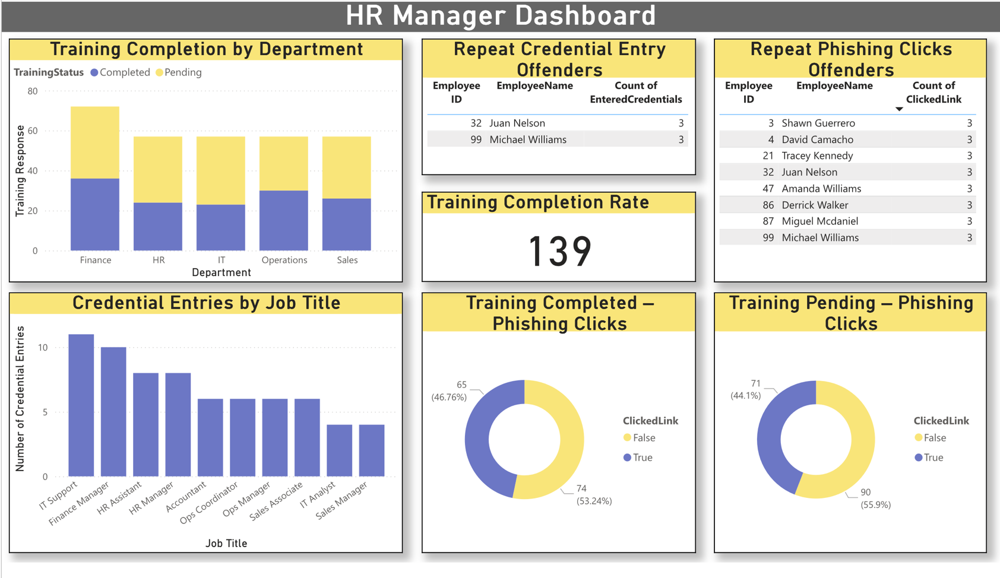 HR Manager Dashboard
Training Completion by Department
TrainingStatus Completed Pending
80
60
40
20
0
Training Response
Finance HR IT Operations Sales
Department
Repeat Credential Entry
Offenders
Employee EmployeeName Count of
ID EnteredCredentials
32 Juan Nelson 3
99 Michael Williams 3
Training Completion Rate
139
Repeat Phishing Clicks
Offenders
Employee EmployeeName Count of
ID ClickedLink
3 Shawn Guerrero 3
4 David Camacho 3
21 Tracey Kennedy 3
32 Juan Nelson 3
47 Amanda Williams 3
86 Derrick Walker 3
87 Miguel Mcdaniel 3
99 Michael Williams 3
Credential Entries by Job Title
10
5
0
Number of Credential Entries
IT Support
Finance Manager
HR Assistant
HR Manager
Accountant
Ops Coordinator
Ops Manager
Sales Associate
IT Analyst
Sales Manager
Job Title
Training Completed –
Phishing Clicks
65
(46.76%)
74
(53.24%)
ClickedLink
False
True
Training Pending – Phishing
Clicks
71
(44.1%)
90
(55.9%)
ClickedLink
False
True